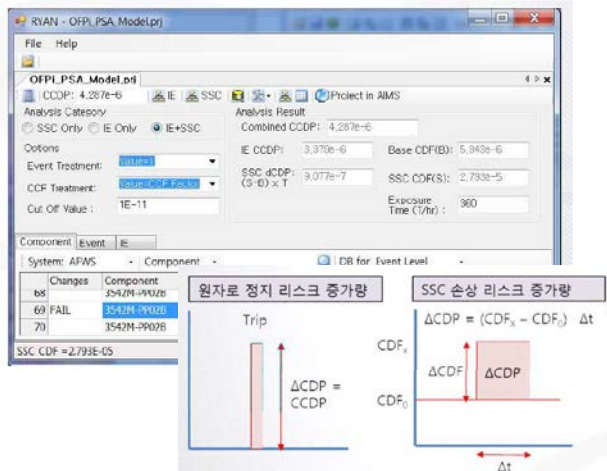 RYAN - OFPI_PSA_Model.prj
File Help
OFPI_PSA_Model.prj
CCDP: 4,287e-6 IE SSC Project in AIMS
Analysis Category
SSC Only IE Only IE+SSC
Options
Event Treatment: Value=1
CCF Treatment: Value=CCF Factor
Cut Off Value : 1E-11
Analysis Result
Combined CCDP: 4,287e-6
IE CCDP: 3,379e-6 Base CDF(B): 5,843e-6
SSC dCDP: 9,077e-7 SSC CDF(S): 2,793e-5
(S-B) x T
Exposure
Time (T/hr) : 360
Component Event IE
System: AFWS - Component - DB for Event Level -
Changes Component
68 3542M-PP02B
69 FAIL 3542M-PP02B
70 3542M-PP02B
SSC CDF =2.793E-05
원자로 정지 리스크 증가량
Trip
ΔCDP =
CCDP
SSC 손상 리스크 증가량
ΔCDP = (CDFₓ – CDF₀) Δt
CDFₓ
ΔCDF ΔCDP
CDF₀
Δt